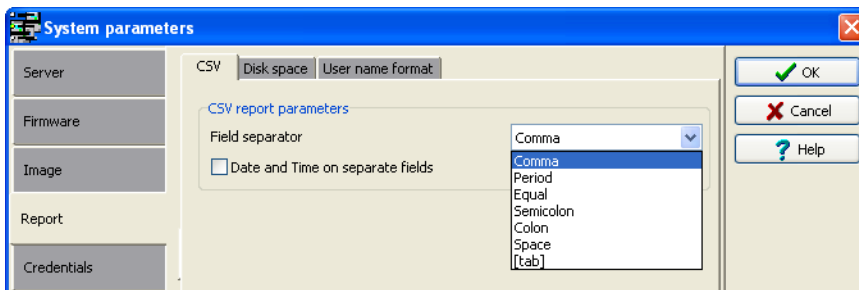 System parameters
Server
Firmware
Image
Report
Credentials
CSV Disk space User name format
CSV report parameters
Field separator
Comma
Date and Time on separate fields
Comma
Period
Equal
Semicolon
Colon
Space
[tab]
OK
Cancel
Help